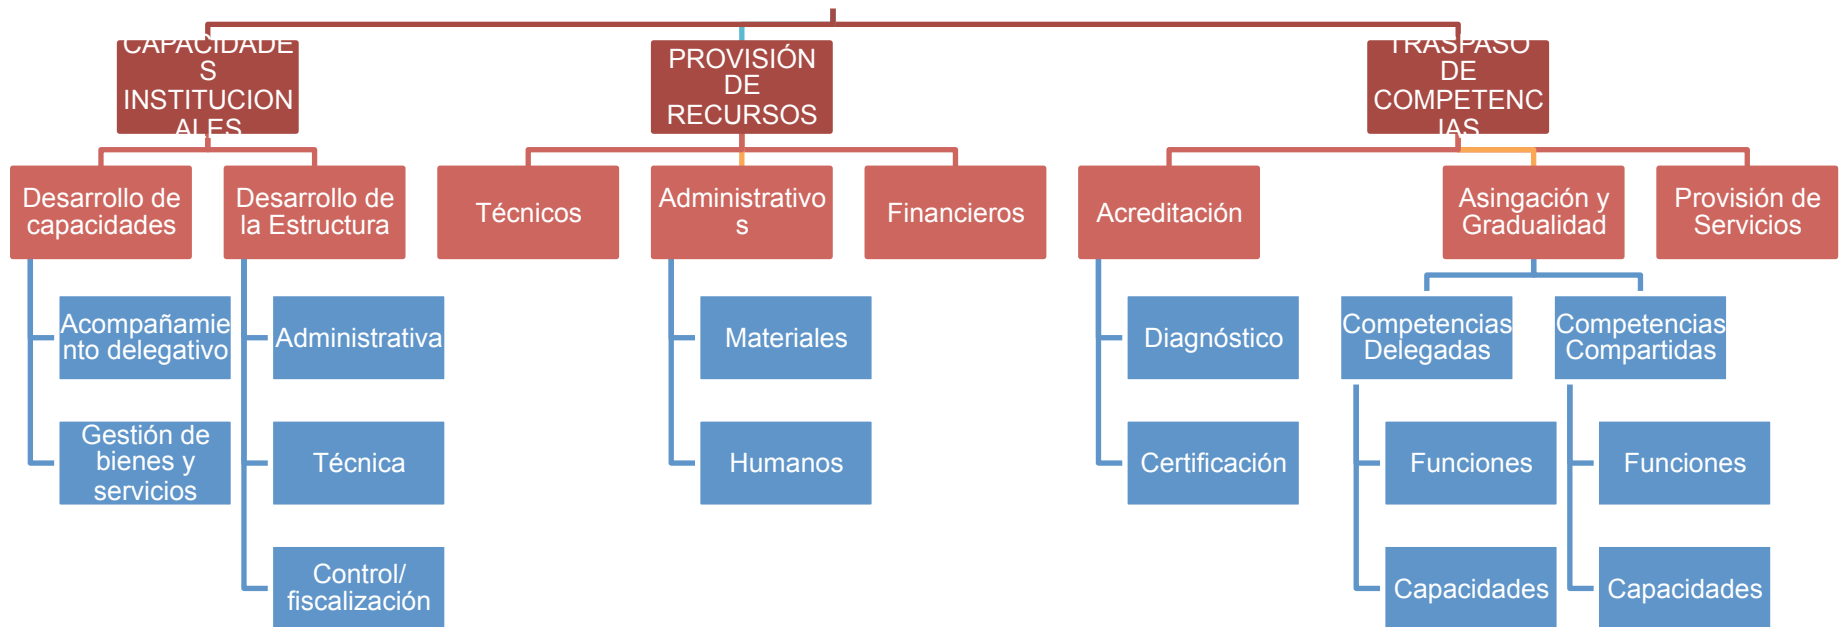 CAPACIDADE
S
INSTITUCION
ALES
PROVISIÓN
DE
RECURSOS
TRASPASO
DE
COMPETENC
IAS
Desarrollo de
capacidades
Desarrollo de
la Estructura
Técnicos
Administrativo
s
Financieros
Acreditación
Asingación y
Gradualidad
Provisión de
Servicios
Acompañamie
nto delegativo
Administrativa
Materiales
Diagnóstico
Competencias
Delegadas
Competencias
Compartidas
Gestión de
bienes y
servicios
Técnica
Humanos
Certificación
Funciones
Funciones
Control/
fiscalización
Capacidades
Capacidades